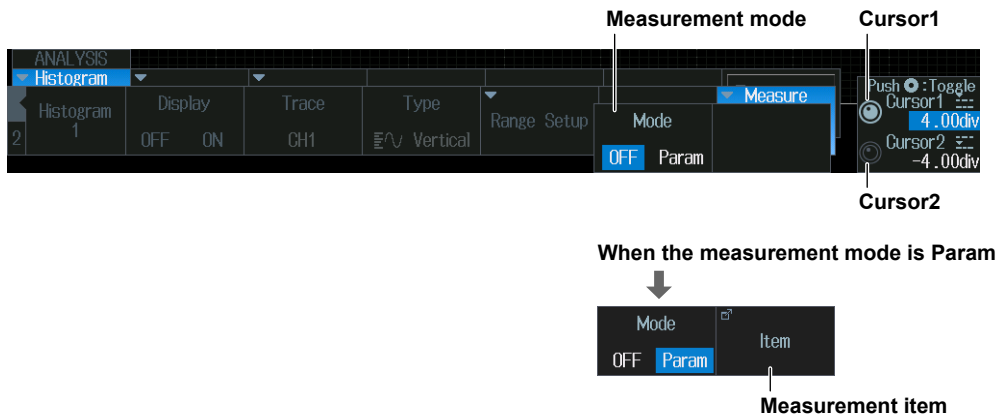 Measurement mode Cursor1
ANALYSIS
Histogram Measure Push :Toggle
Histogram Display Trace Type Range Setup Mode Cursor1
2 1 OFF ON CH1 Vertical OFF Param 4.00div
Cursor2
-4.00div
Cursor2
When the measurement mode is Param
Mode Item
OFF Param
Measurement item